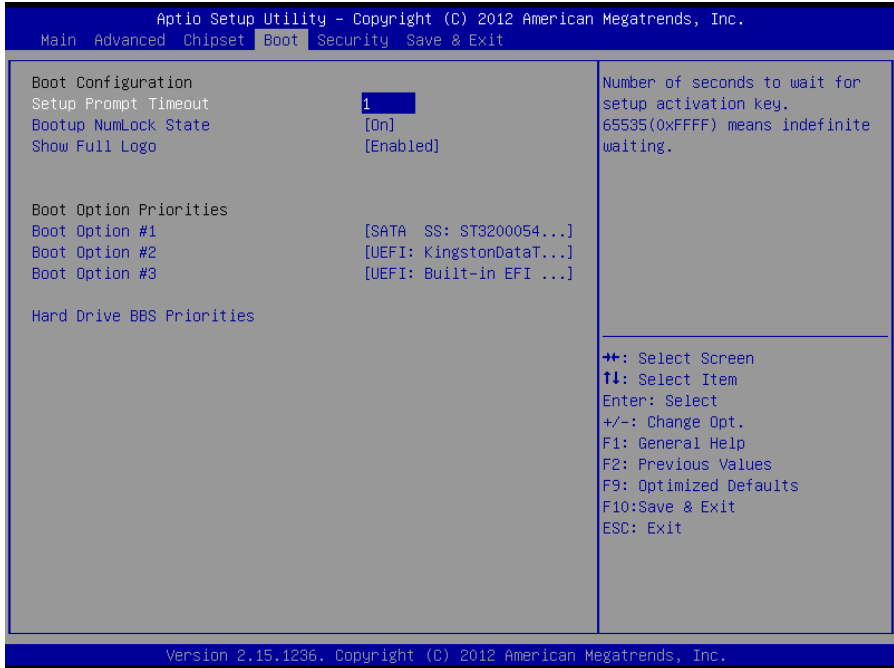 Aptio Setup Utility – Copyright (C) 2012 American Megatrends, Inc.
Main Advanced Chipset Boot Security Save & Exit
Boot Configuration
Setup Prompt Timeout 1
Bootup NumLock State [On]
Show Full Logo [Enabled]
Boot Option Priorities
Boot Option #1 [SATA SS: ST3200054...]
Boot Option #2 [UEFI: KingstonDataT...]
Boot Option #3 [UEFI: Built-in EFI ...]
Hard Drive BBS Priorities
Number of seconds to wait for
setup activation key.
65535(0xFFFF) means indefinite
waiting.
→←: Select Screen
↑↓: Select Item
Enter: Select
+/-: Change Opt.
F1: General Help
F2: Previous Values
F9: Optimized Defaults
F10:Save & Exit
ESC: Exit
Version 2.15.1236. Copyright (C) 2012 American Megatrends, Inc.